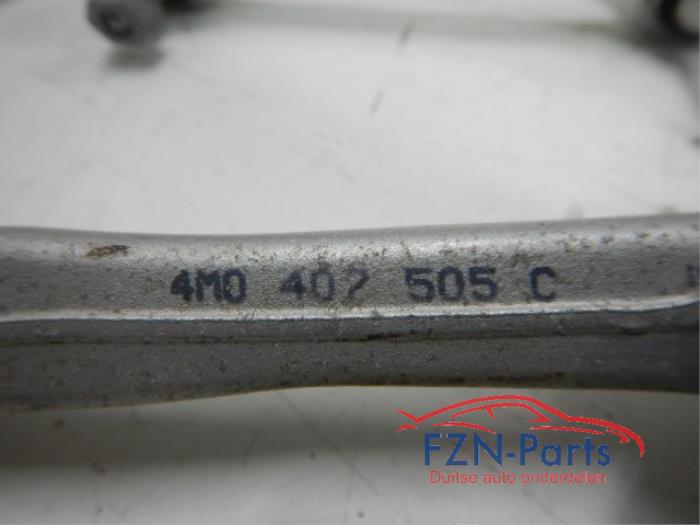 4M0 407 505 C
FZN-Parts
Duitse auto onderdelen